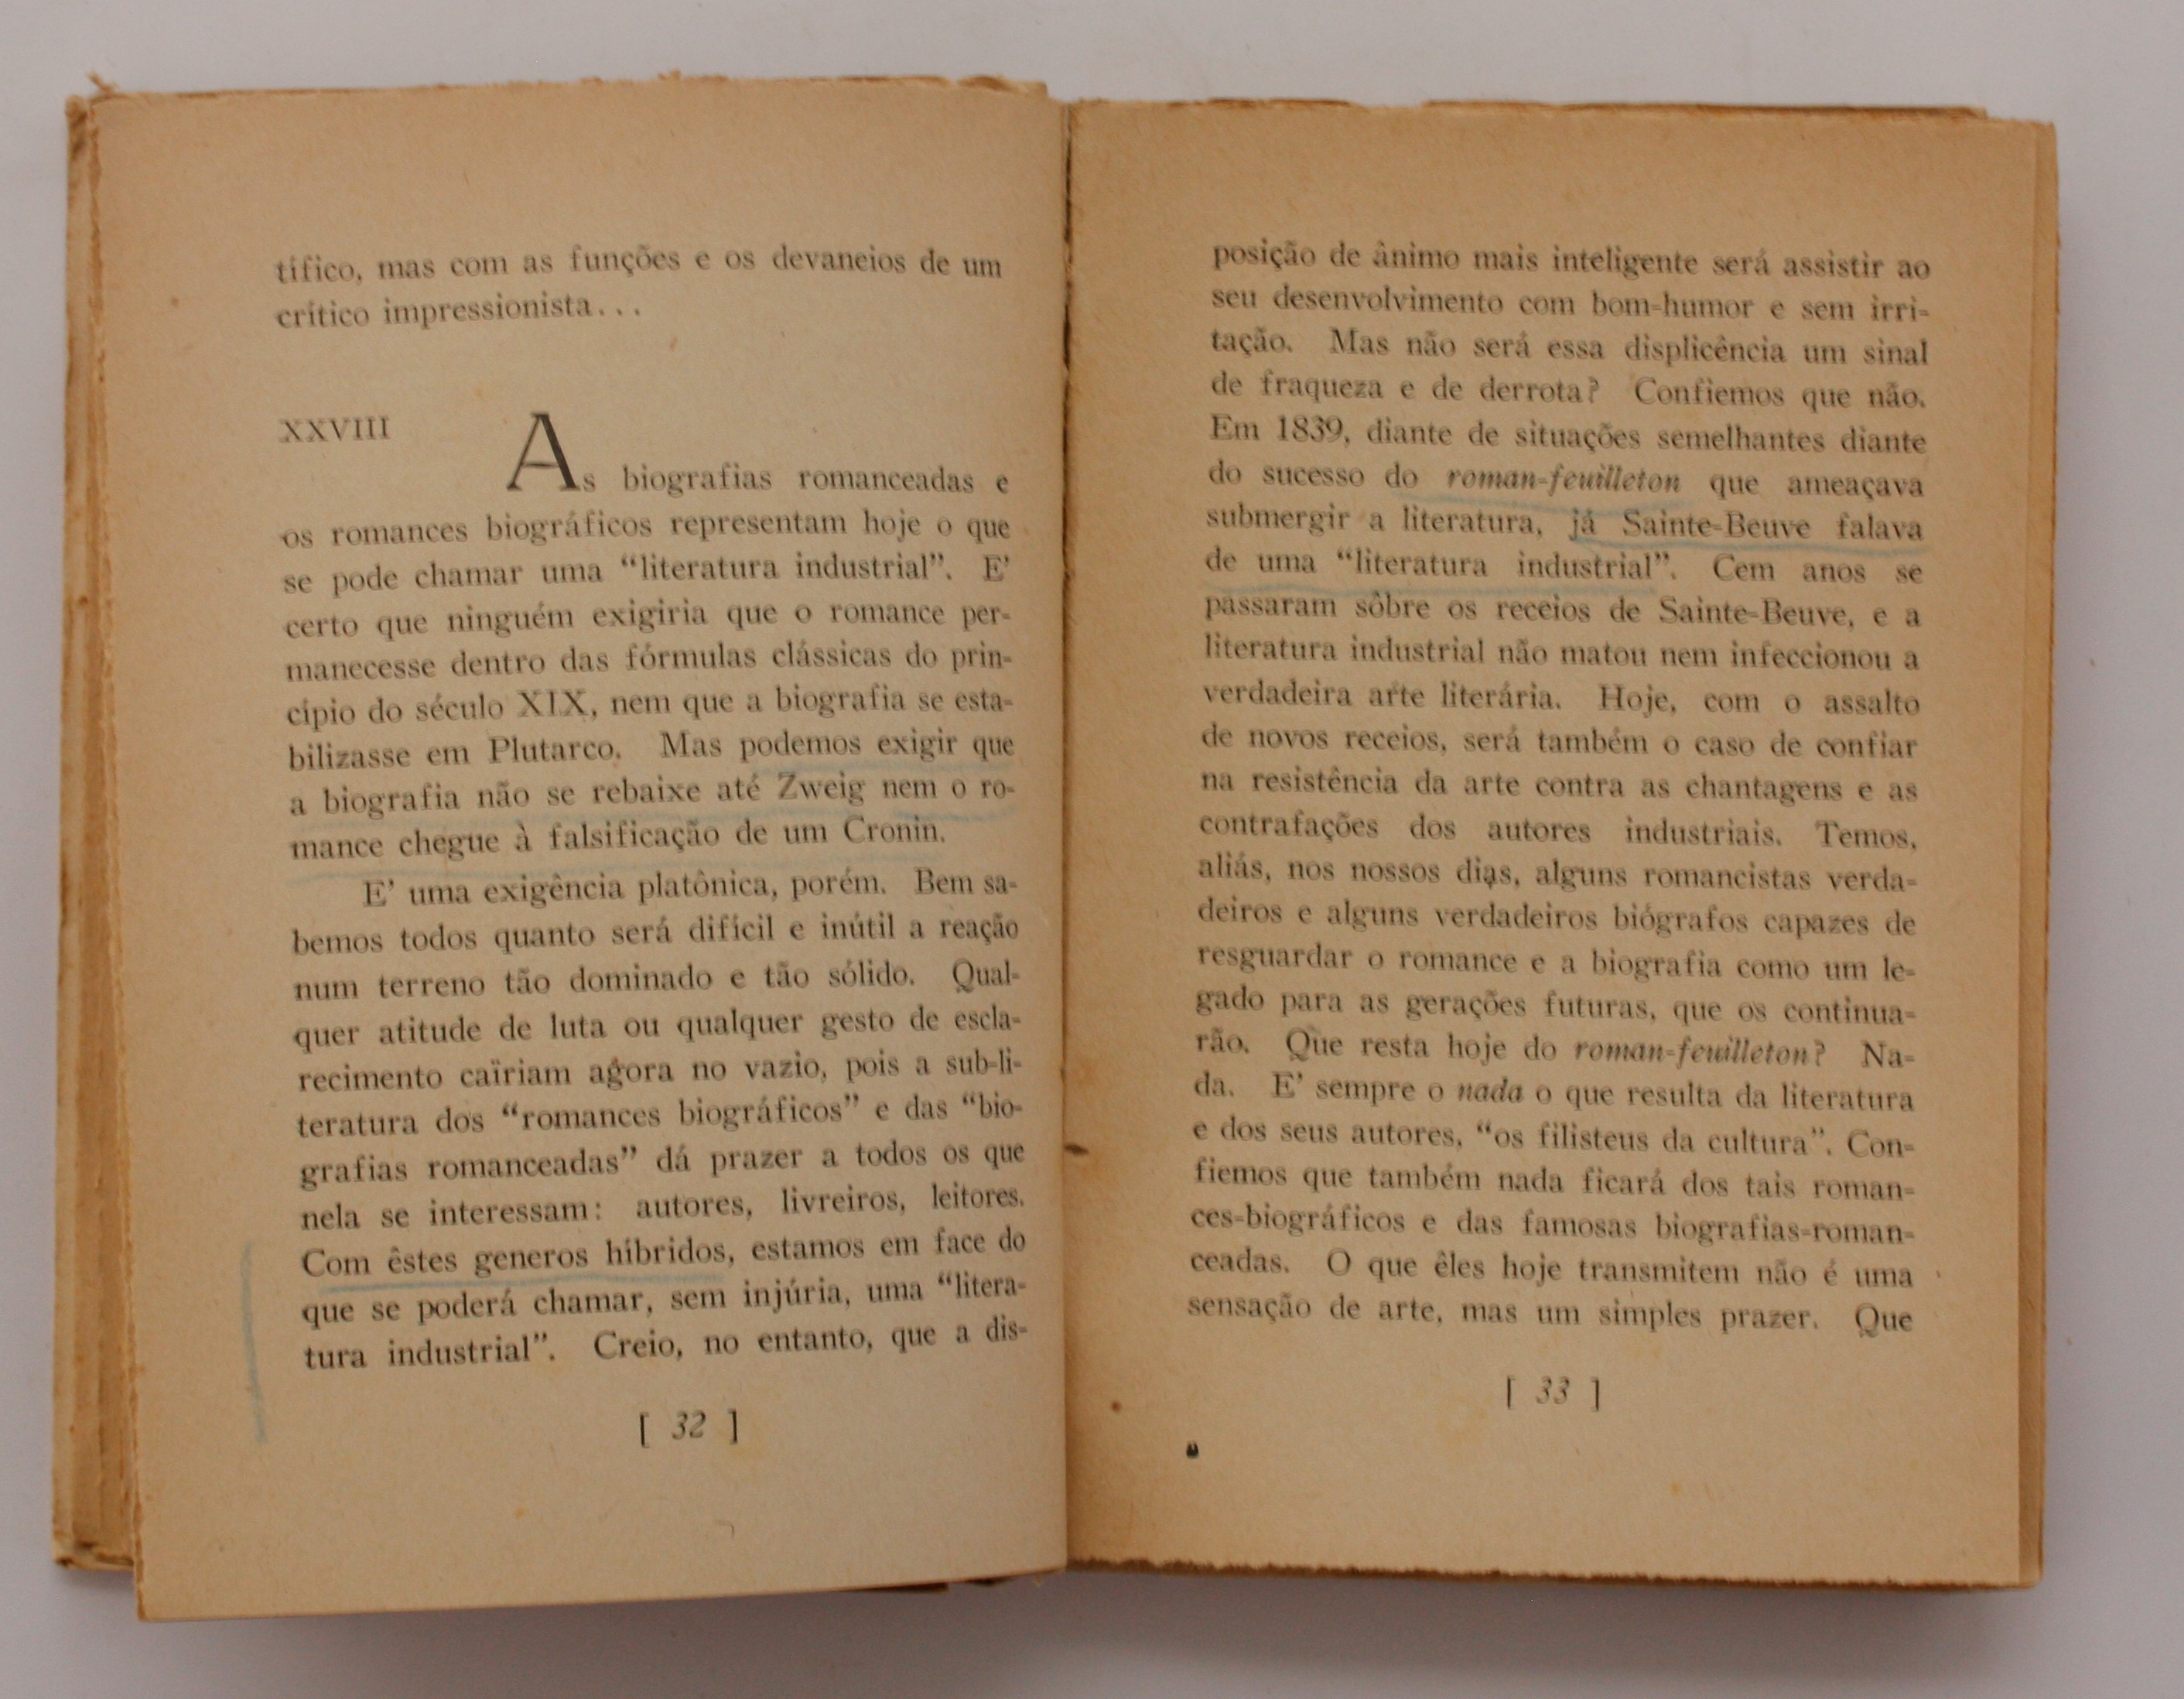 tífico, mas com as funções e os devaneios de um
crítico impressionista...
XXVIII
As biografias romanceadas e
os romances biográficos representam hoje o que
se pode chamar uma “literatura industrial”. E'
certo que ninguém exigiria que o romance per-
manecesse dentro das fórmulas clássicas do prin-
cípio do século XIX, nem que a biografia se esta-
bilizasse em Plutarco. Mas podemos exigir que
a biografia não se rebaixe até Zweig nem o ro-
mance chegue à falsificação de um Cronin.
E' uma exigência platônica, porém. Bem sa-
bemos todos quanto será difícil e inútil a reação
num terreno tão dominado e tão sólido. Qual-
quer atitude de luta ou qualquer gesto de escla-
recimento caïriam agora no vazio, pois a sub-li-
teratura dos “romances biográficos” e das “bio-
grafias romanceadas” dá prazer a todos os que
nela se interessam: autores, livreiros, leitores.
Com êstes generos híbridos, estamos em face do
que se poderá chamar, sem injúria, uma “litera-
tura industrial”. Creio, no entanto, que a dis-
[ 32 ]
posição de ânimo mais inteligente será assistir ao
seu desenvolvimento com bom-humor e sem irri-
tação. Mas não será essa displicência um sinal
de fraqueza e de derrota? Confiemos que não.
Em 1839, diante de situações semelhantes diante
do sucesso do roman-feuilleton que ameaçava
submergir a literatura, já Sainte-Beuve falava
de uma “literatura industrial”. Cem anos se
passaram sôbre os receios de Sainte-Beuve, e a
literatura industrial não matou nem infeccionou a
verdadeira arte literária. Hoje, com o assalto
de novos receios, será também o caso de confiar
na resistência da arte contra as chantagens e as
contrafações dos autores industriais. Temos,
aliás, nos nossos dias, alguns romancistas verda-
deiros e alguns verdadeiros biógrafos capazes de
resguardar o romance e a biografia como um le-
gado para as gerações futuras, que os continua-
rão. Que resta hoje do roman-feuilleton? Na-
da. E' sempre o nada o que resulta da literatura
e dos seus autores, “os filisteus da cultura”. Con-
fiemos que também nada ficará dos tais roman-
ces-biográficos e das famosas biografias-roman-
ceadas. O que êles hoje transmitem não é uma
sensação de arte, mas um simples prazer. Que
[ 33 ]